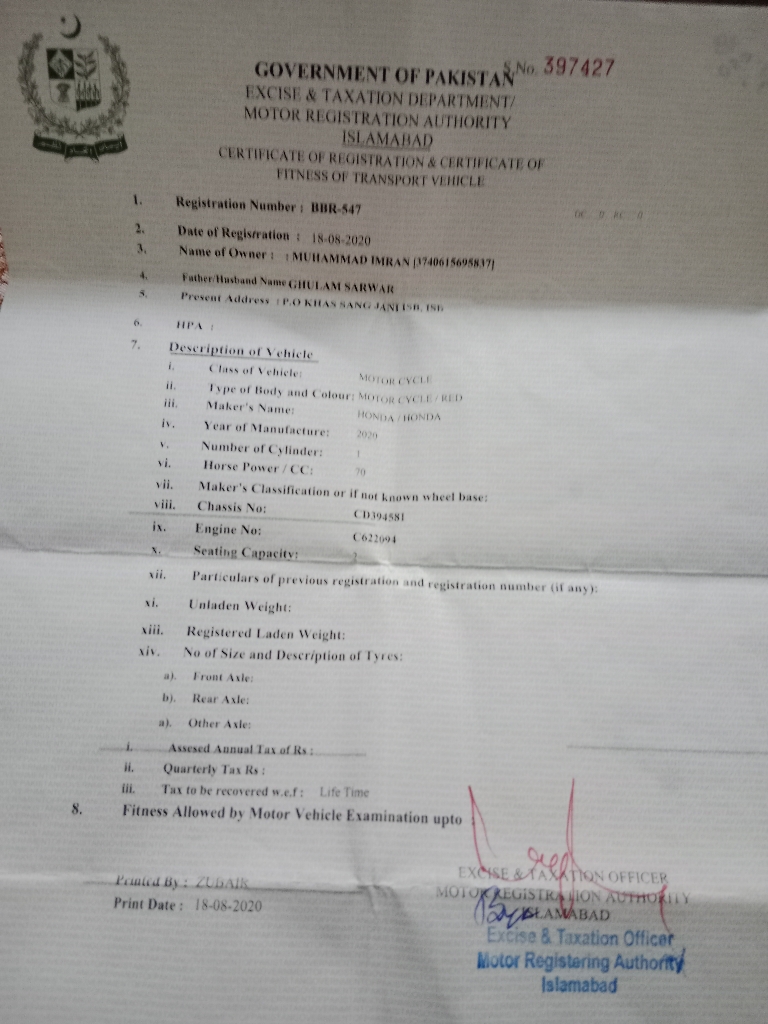 S.No. 397427
GOVERNMENT OF PAKISTAN
EXCISE & TAXATION DEPARTMENT/
MOTOR REGISTRATION AUTHORITY
ISLAMABAD
CERTIFICATE OF REGISTRATION & CERTIFICATE OF
FITNESS OF TRANSPORT VEHICLE
1. Registration Number : BBR-547
2. Date of Registration : 18-08-2020
3. Name of Owner : : MUHAMMAD IMRAN [3740615695837]
4. Father/Husband Name GHULAM SARWAR
5. Present Address : P.O KHAS SANG JANI ISB, ISB
6. HPA :
7. Description of Vehicle
i. Class of Vehicle: MOTOR CYCLE
ii. Type of Body and Colour: MOTOR CYCLE / RED
iii. Maker's Name: HONDA / HONDA
iv. Year of Manufacture: 2020
v. Number of Cylinder: 1
vi. Horse Power / CC: 70
vii. Maker's Classification or if not known wheel base:
viii. Chassis No: CD394581
ix. Engine No: C622094
x. Seating Capacity: 2
xii. Particulars of previous registration and registration number (if any):
xi. Unladen Weight:
xiii. Registered Laden Weight:
xiv. No of Size and Description of Tyres:
a). Front Axle:
b). Rear Axle:
a). Other Axle:
i. Assesed Annual Tax of Rs :
ii. Quarterly Tax Rs :
iii. Tax to be recovered w.e.f : Life Time
8. Fitness Allowed by Motor Vehicle Examination upto
Printed By : ZUBAIR
Print Date : 18-08-2020
EXCISE & TAXATION OFFICER
MOTOR REGISTRATION AUTHORITY
ISLAMABAD
Excise & Taxation Officer
Motor Registering Authority
Islamabad